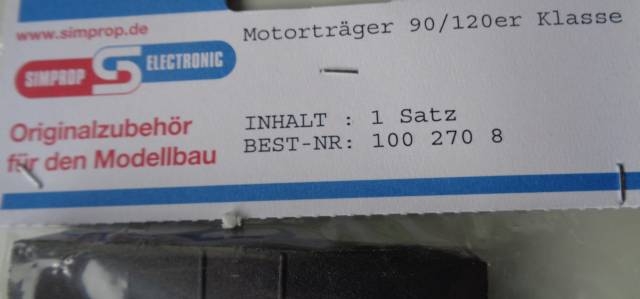 www.simprop.de
Motorträger 90/120er Klasse
SIMPROP S ELECTRONIC
INHALT : 1 Satz
BEST-NR: 100 270 8
Originalzubehör
für den Modellbau